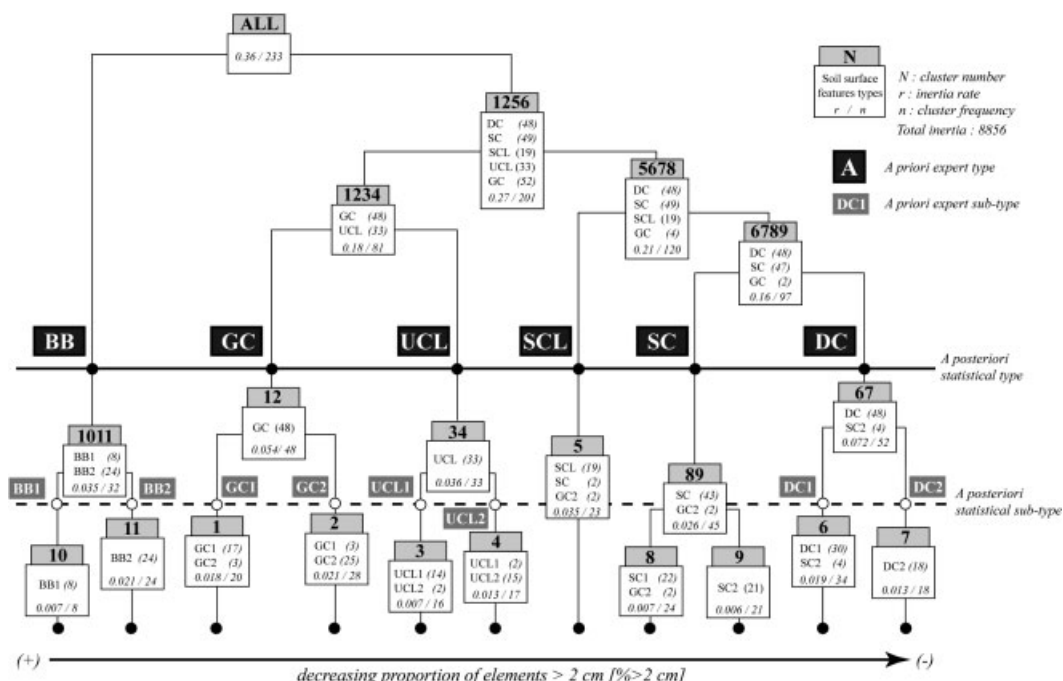 ALL
0.36 / 233
N
Soil surface
features types
r / n
N : cluster number
r : inertia rate
n : cluster frequency
Total inertia : 8856
A
A priori expert type
DC1
A priori expert sub-type
1256
DC (48)
SC (49)
SCL (19)
UCL (33)
GC (52)
0.27 / 201
1234
GC (48)
UCL (33)
0.18 / 81
5678
DC (48)
SC (49)
SCL (19)
GC (4)
0.21 / 120
6789
DC (48)
SC (47)
GC (2)
0.16 / 97
BB
GC
UCL
SCL
SC
DC
A posteriori
statistical type
1011
BB1 (8)
BB2 (24)
0.035 / 32
12
GC (48)
0.054/ 48
34
UCL (33)
0.036 / 33
5
SCL (19)
SC (2)
GC2 (2)
0.035 / 23
89
SC (43)
GC2 (2)
0.026 / 45
67
DC (48)
SC2 (4)
0.072 / 52
BB1
BB2
GC1
GC2
UCL1
UCL2
DC1
DC2
A posteriori
statistical sub-type
10
BB1 (8)
0.007 / 8
11
BB2 (24)
0.021 / 24
1
GC1 (17)
GC2 (3)
0.018 / 20
2
GC1 (3)
GC2 (25)
0.021 / 28
3
UCL1 (14)
UCL2 (2)
0.007 / 16
4
UCL1 (2)
UCL2 (15)
0.013 / 17
8
SC1 (22)
GC2 (2)
0.007 / 24
9
SC2 (21)
0.006 / 21
6
DC1 (30)
SC2 (4)
0.019 / 34
7
DC2 (18)
0.013 / 18
(+)
(-)
decreasing proportion of elements > 2 cm [%>2 cm]